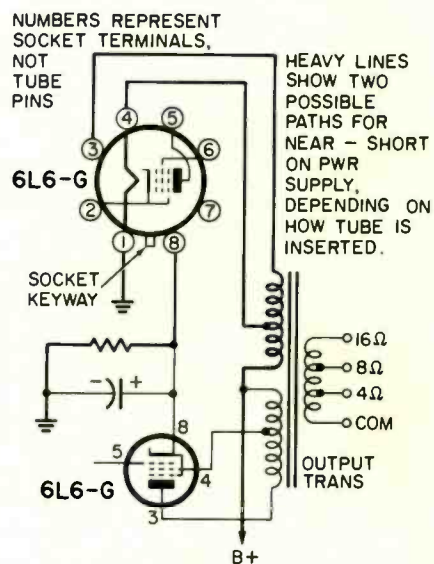 NUMBERS REPRESENT
SOCKET TERMINALS,
NOT
TUBE
PINS
HEAVY LINES
SHOW TWO
POSSIBLE
PATHS FOR
NEAR – SHORT
ON PWR
SUPPLY,
DEPENDING ON
HOW TUBE IS
INSERTED.
4
5
3
6
6L6-G
2
7
1
8
SOCKET
KEYWAY
16Ω
8Ω
4Ω
COM
- +
8
5
4
6L6-G
3
OUTPUT
TRANS
B+